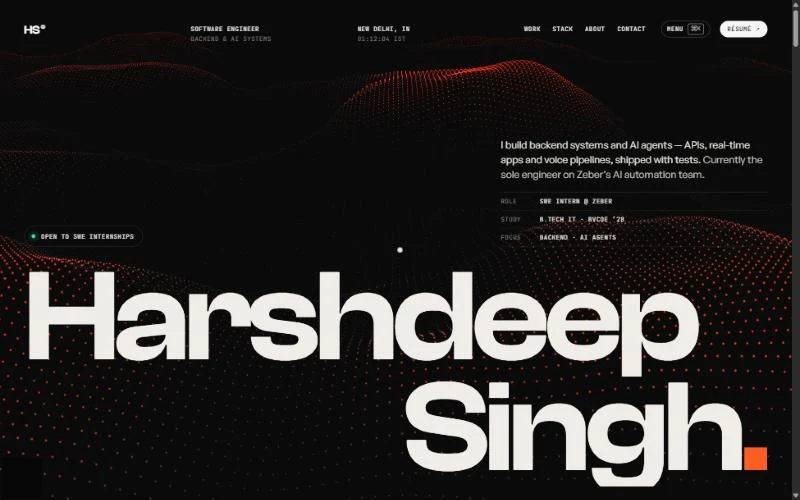 HS®
SOFTWARE ENGINEER
BACKEND & AI SYSTEMS
NEW DELHI, IN
01:12:04 IST
WORK STACK ABOUT CONTACT MENU ⌘K RÉSUMÉ ↗
I build backend systems and AI agents — APIs, real-time
apps and voice pipelines, shipped with tests. Currently the
sole engineer on Zeber's AI automation team.
ROLE SWE INTERN @ ZEBER
STUDY B.TECH IT · BVCOE '28
FOCUS BACKEND · AI AGENTS
OPEN TO SWE INTERNSHIPS
Harshdeep
Singh.